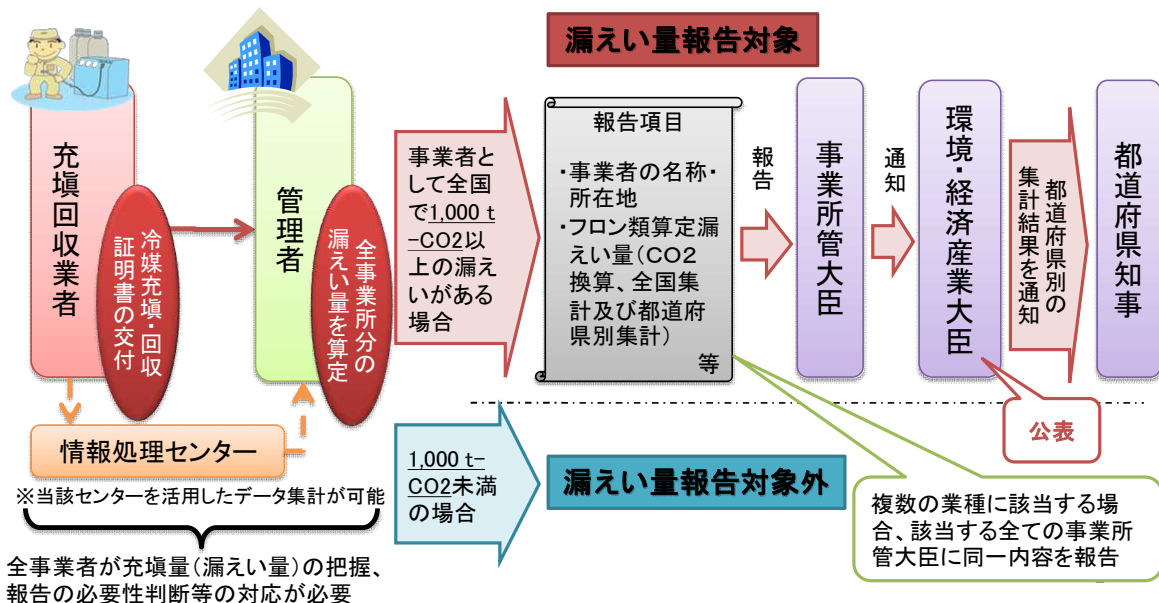 漏えい量報告対象
充塡回収業者
冷媒充塡・回収
証明書の交付
管理者
全事業所分の
漏えい量を算定
事業者と
して全国
で1,000 t
-CO2以
上の漏え
いがある
場合
報告項目
・事業者の名称・
所在地
・フロン類算定漏
えい量(CO2
換算、全国集
計及び都道府
県別集計)
等
報告
事業所管大臣
通知
環境・経済産業大臣
都道府県別の
集計結果を通知
都道府県知事
公表
情報処理センター
※当該センターを活用したデータ集計が可能
全事業者が充塡量(漏えい量)の把握、
報告の必要性判断等の対応が必要
1,000 t-
CO2未満
の場合
漏えい量報告対象外
複数の業種に該当する場
合、該当する全ての事業所
管大臣に同一内容を報告